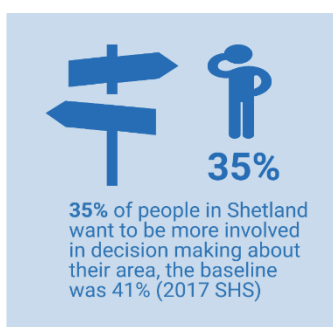 35%
35% of people in Shetland
want to be more involved
in decision making about
their area, the baseline
was 41% (2017 SHS)